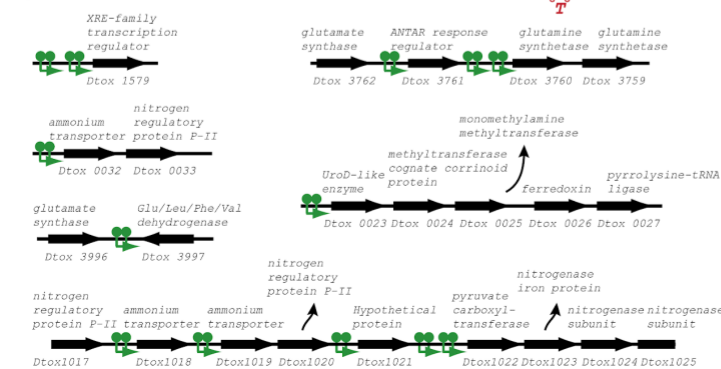 T
XRE-family
transcription
regulator
Dtox 1579
glutamate
synthase
ANTAR response
regulator
glutamine
synthetase
glutamine
synthetase
Dtox 3762
Dtox 3761
Dtox 3760
Dtox 3759
ammonium
transporter
nitrogen
regulatory
protein P-II
Dtox 0032
Dtox 0033
monomethylamine
methyltransferase
UroD-like
enzyme
methyltransferase
cognate corrinoid
protein
ferredoxin
pyrrolysine-tRNA
ligase
Dtox 0023
Dtox 0024
Dtox 0025
Dtox 0026
Dtox 0027
glutamate
synthase
Glu/Leu/Phe/Val
dehydrogenase
Dtox 3996
Dtox 3997
nitrogen
regulatory
protein P-II
ammonium
transporter
ammonium
transporter
nitrogen
regulatory
protein P-II
Hypothetical
protein
pyruvate
carboxyl-
transferase
nitrogenase
iron protein
nitrogenase
subunit
nitrogenase
subunit
Dtox1017
Dtox1018
Dtox1019
Dtox1020
Dtox1021
Dtox1022
Dtox1023
Dtox1024
Dtox1025